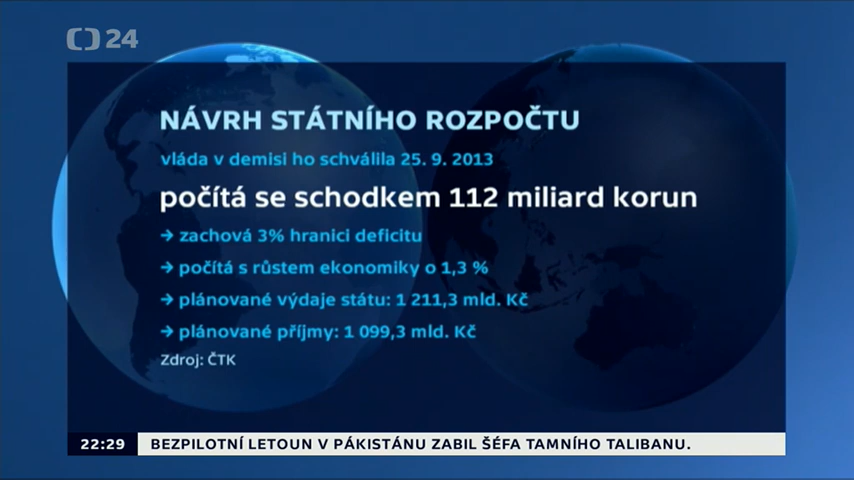 24
NÁVRH STÁTNÍHO ROZPOČTU
vláda v demisi ho schválila 25. 9. 2013
počítá se schodkem 112 miliard korun
→ zachová 3% hranici deficitu
→ počítá s růstem ekonomiky o 1,3 %
→ plánované výdaje státu: 1 211,3 mld. Kč
→ plánované příjmy: 1 099,3 mld. Kč
Zdroj: ČTK
22:29 BEZPILOTNÍ LETOUN V PÁKISTÁNU ZABIL ŠÉFA TAMNÍHO TALIBANU.